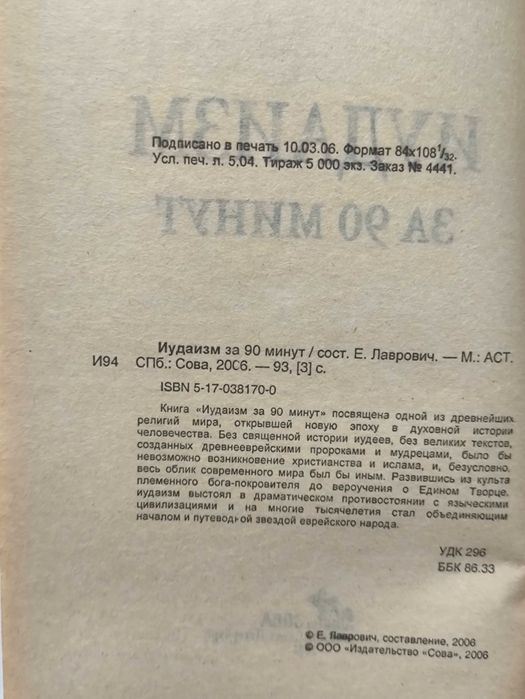 ИУДАИЗМ
Подписано в печать 10.03.06. Формат 84х108 1/32.
Усл. печ. л. 5,04. Тираж 5 000 экз. Заказ № 4441.
ЗА 90 МИНУТ
Иудаизм за 90 минут / сост. Е. Лаврович. — М.: АСТ.
И94 СПб.: Сова, 2006. — 93, [3] с.
ISBN 5-17-038170-0
Книга «Иудаизм за 90 минут» посвящена одной из древнейших
религий мира, открывшей новую эпоху в духовной истории
человечества. Без священной истории иудеев, без великих текстов,
созданных древнееврейскими пророками и мудрецами, было бы
невозможно возникновение христианства и ислама, и, безусловно,
весь облик современного мира был бы иным. Развившись из культа
племенного бога-покровителя до вероучения о Едином Творце,
иудаизм выстоял в драматическом противостоянии с языческими
цивилизациями и на многие тысячелетия стал объединяющим
началом и путеводной звездой еврейского народа.
УДК 296
ББК 86.33
© Е. Лаврович, составление, 2006
© ООО «Издательство «Сова», 2006